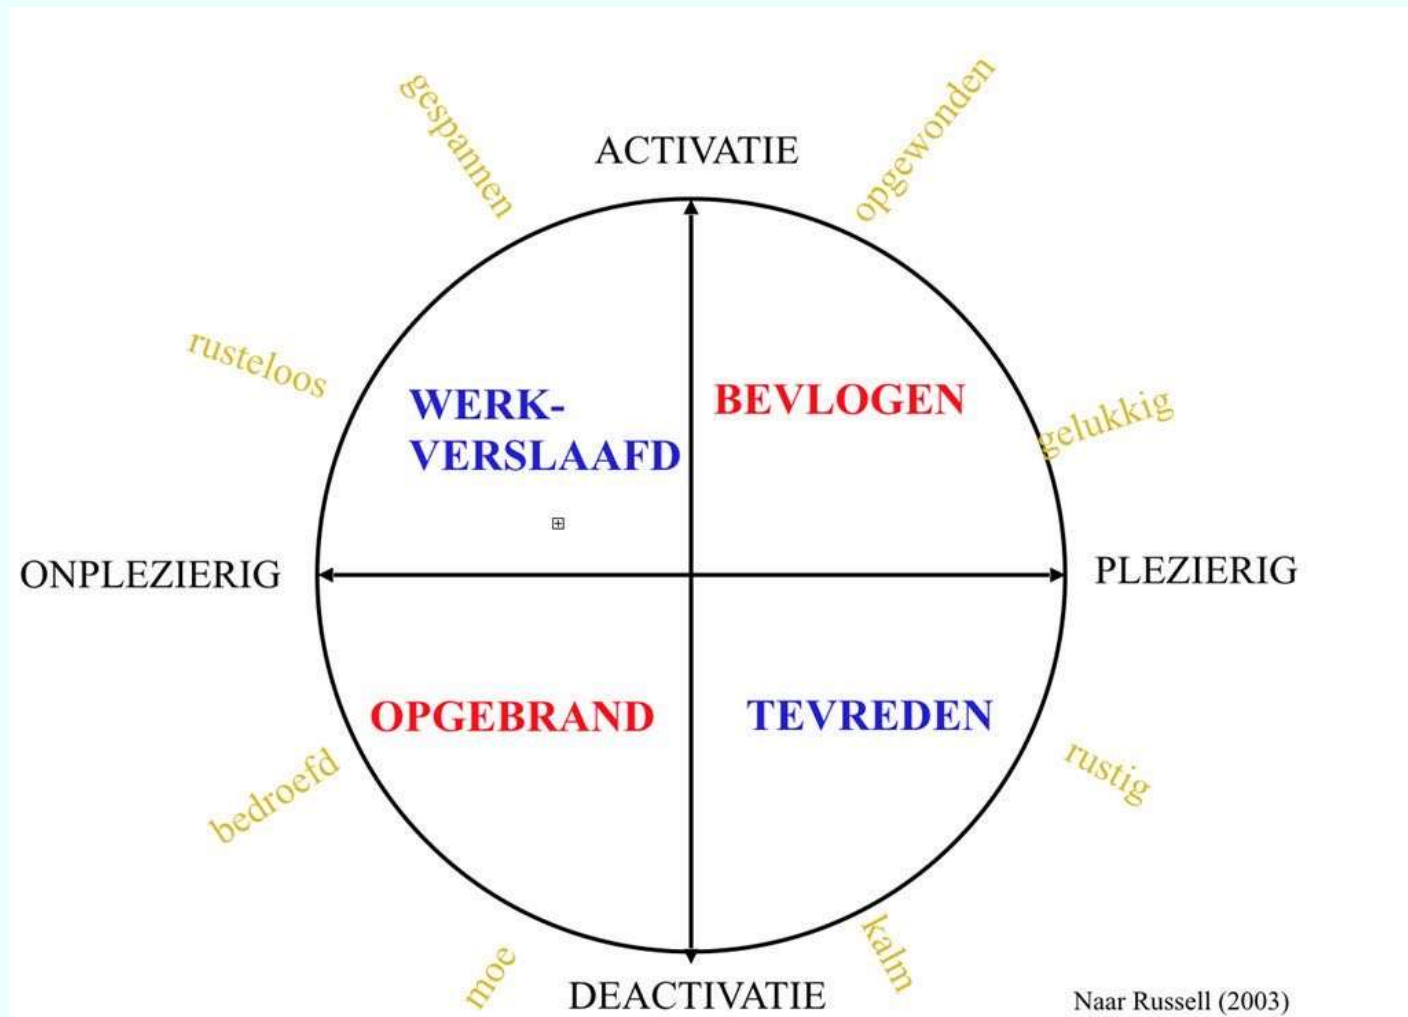 gespannen
opgewonden
ACTIVATIE
rusteloos
WERK-
VERSLAAFD
BEVLOGEN
gelukkig
ONPLEZIERIG
PLEZIERIG
OPGEBRAND
TEVREDEN
bedroefd
rustig
moe
kalm
DEACTIVATIE
Naar Russell (2003)